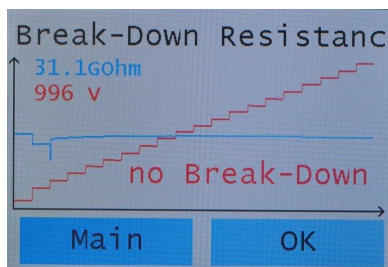 Break-Down Resistanc
31.1GOhm
996 V
no Break-Down
Main
OK